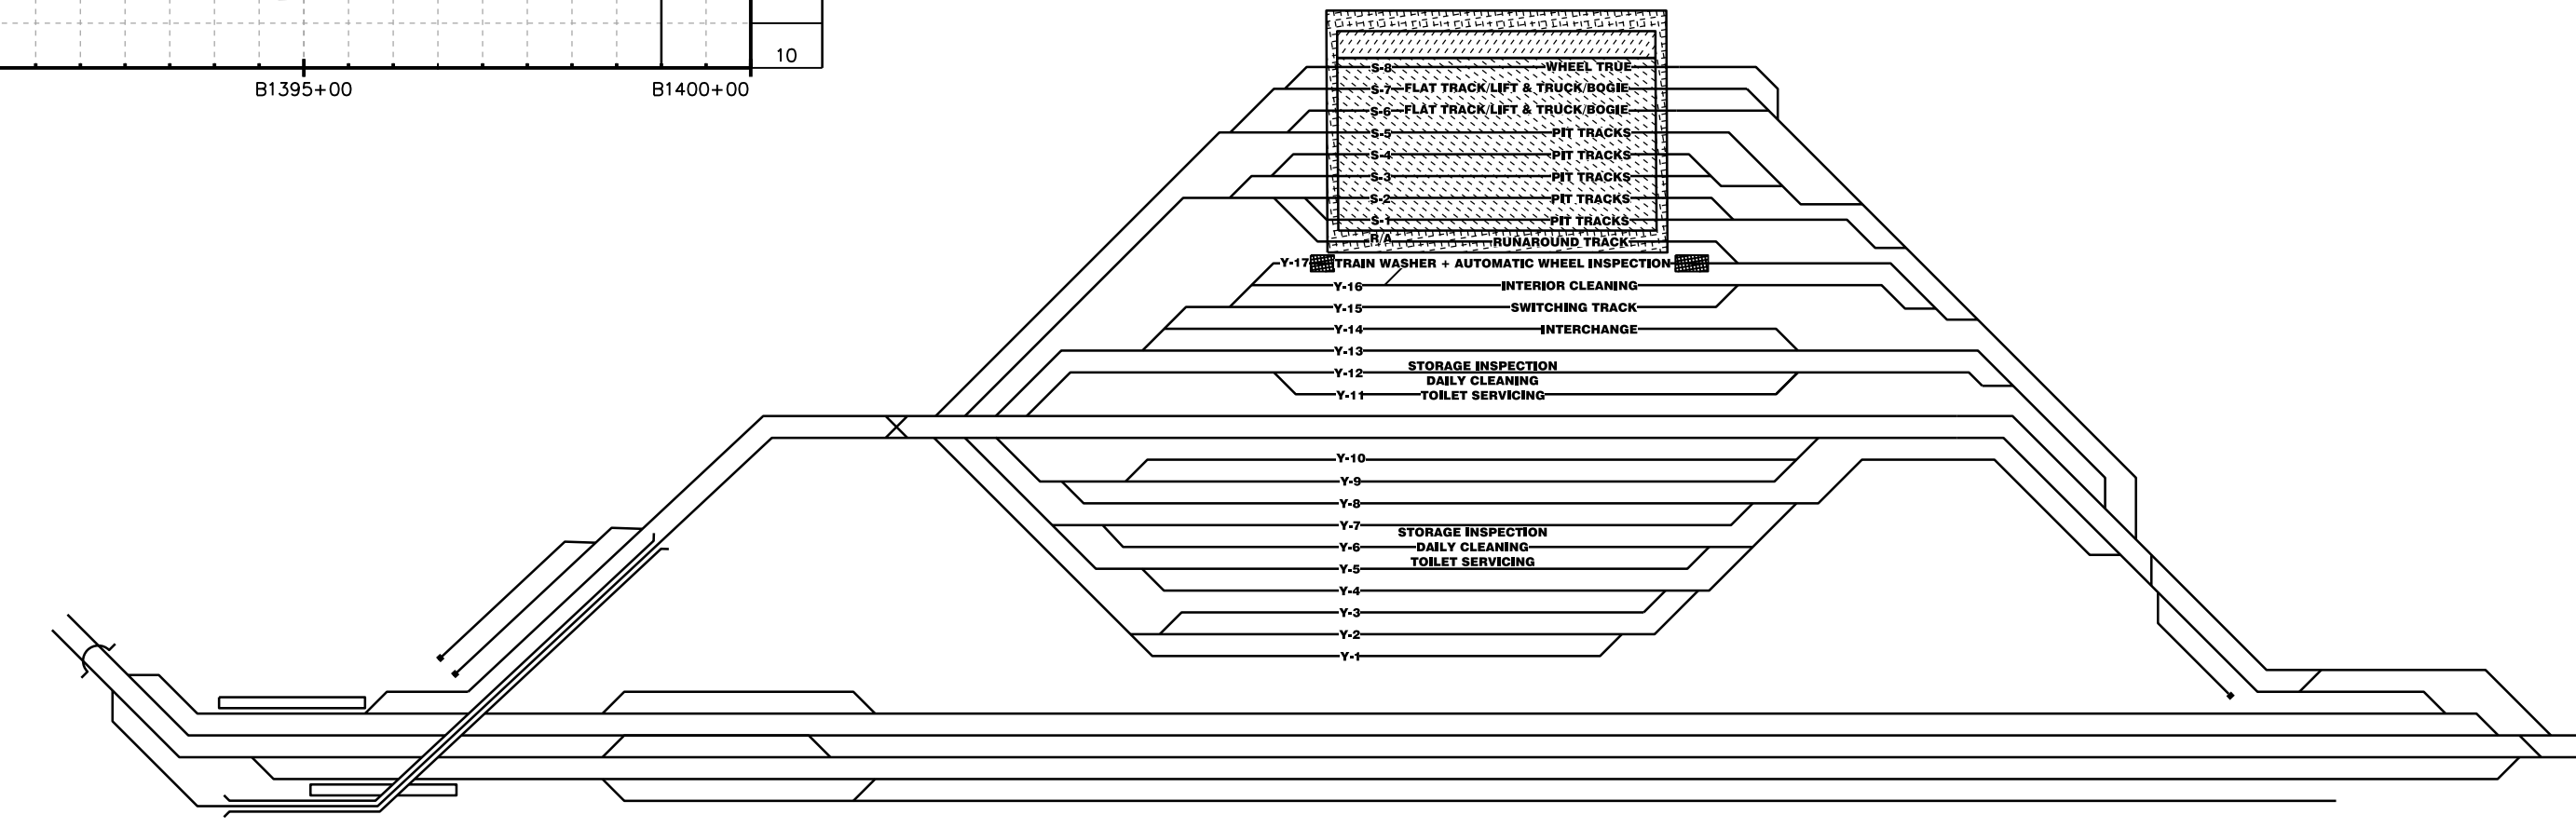 10
B1395+00
B1400+00
S-8 WHEEL TRUE
S-7 FLAT TRACK/LIFT & TRUCK/BOGIE
S-6 FLAT TRACK/LIFT & TRUCK/BOGIE
S-5 PIT TRACKS
S-4 PIT TRACKS
S-3 PIT TRACKS
S-2 PIT TRACKS
S-1 PIT TRACKS
R/A RUNAROUND TRACK
Y-17 TRAIN WASHER + AUTOMATIC WHEEL INSPECTION
Y-16 INTERIOR CLEANING
Y-15 SWITCHING TRACK
Y-14 INTERCHANGE
Y-13
STORAGE INSPECTION
Y-12
DAILY CLEANING
Y-11 TOILET SERVICING
Y-10
Y-9
Y-8
Y-7
STORAGE INSPECTION
Y-6 DAILY CLEANING
TOILET SERVICING
Y-5
Y-4
Y-3
Y-2
Y-1